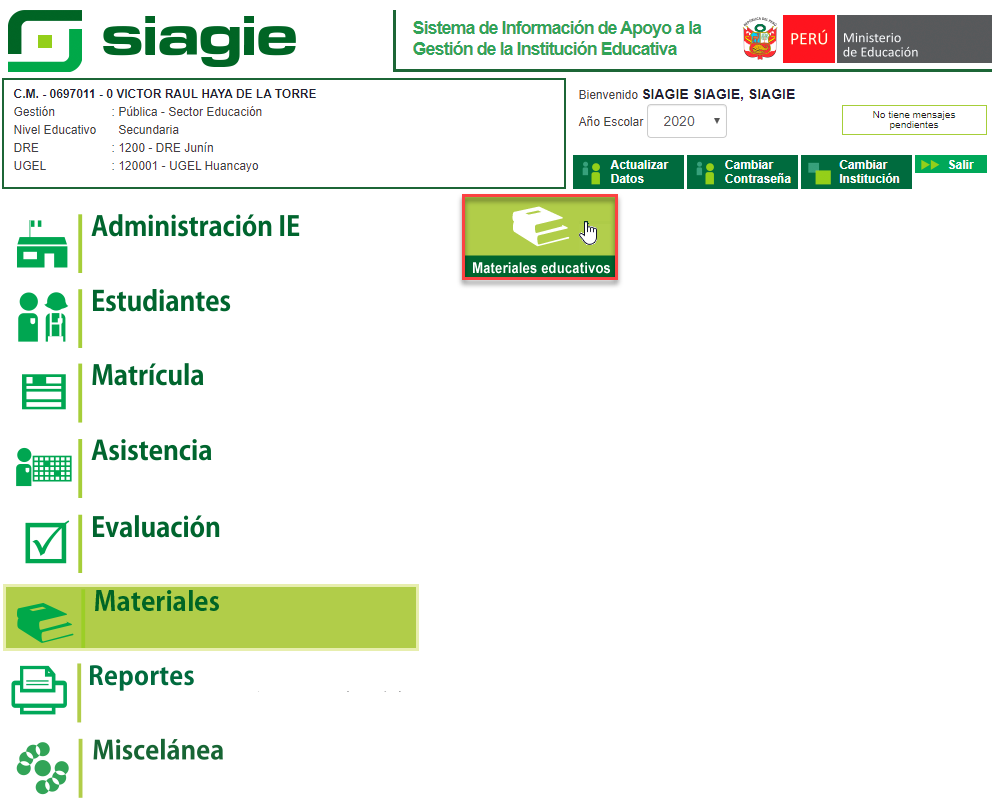 siagie
Sistema de Información de Apoyo a la
Gestión de la Institución Educativa
PERÚ
Ministerio
de Educación
C.M. - 0697011 - 0 VICTOR RAUL HAYA DE LA TORRE
Gestión : Pública - Sector Educación
Nivel Educativo Secundaria
DRE : 1200 - DRE Junín
UGEL : 120001 - UGEL Huancayo
Bienvenido SIAGIE SIAGIE, SIAGIE
Año Escolar 2020
No tiene mensajes
pendientes
Actualizar
Datos
Cambiar
Contraseña
Cambiar
Institución
Salir
Administración IE
Estudiantes
Matrícula
Asistencia
Evaluación
Materiales
Reportes
Miscelánea
Materiales educativos